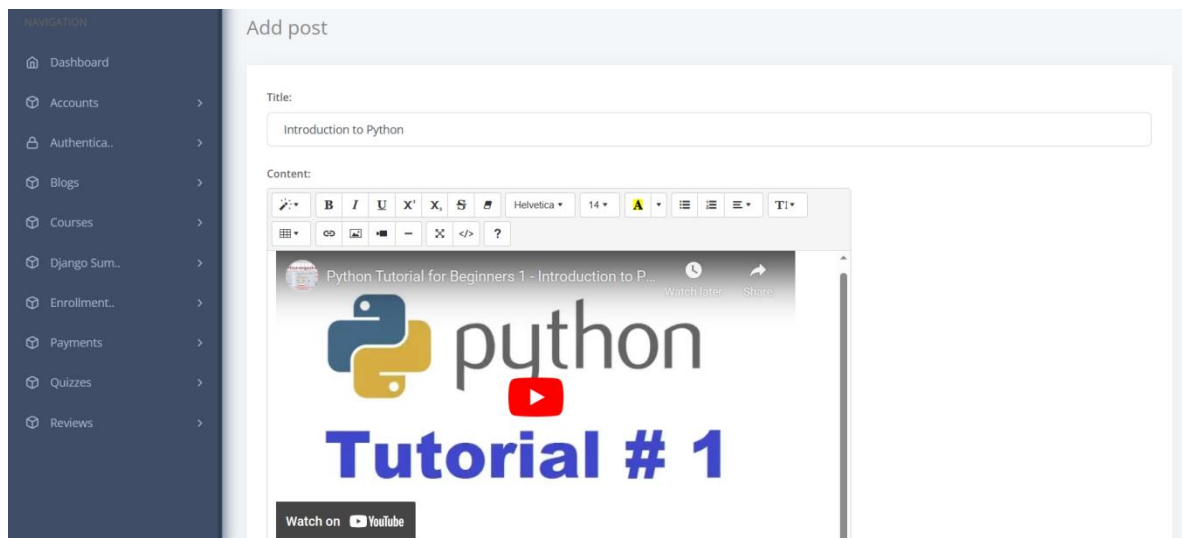 NAVIGATION
Dashboard
Accounts
Authentica..
Blogs
Courses
Django Sum..
Enrollment..
Payments
Quizzes
Reviews
Add post
Title:
Introduction to Python
Content:
B I U X' X, S Helvetica 14 A TI
</> ?
Python Tutorial for Beginners 1 - Introduction to P...
Watch later Share
python
Tutorial # 1
Watch on YouTube